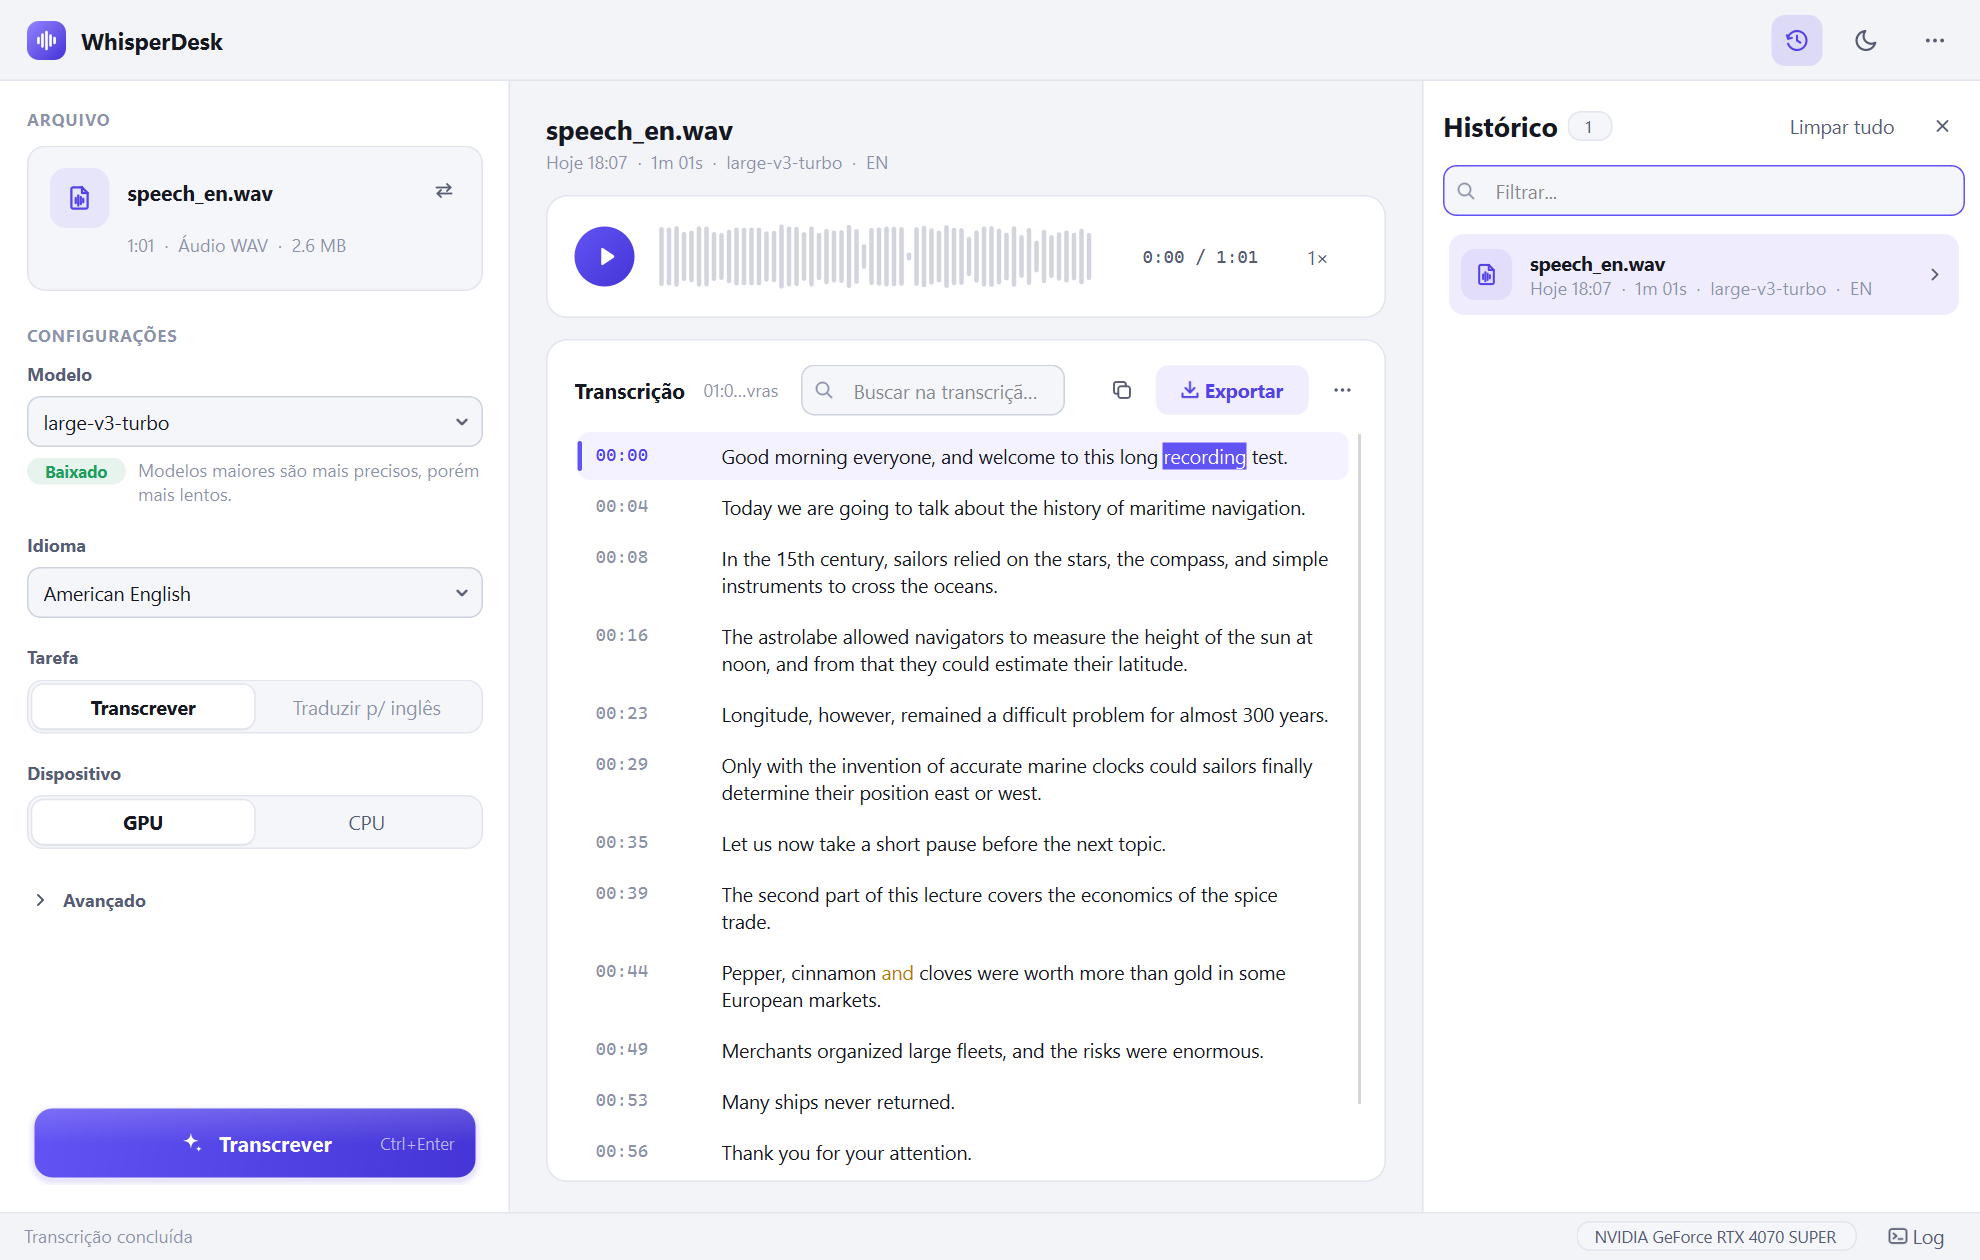 WhisperDesk
ARQUIVO
speech_en.wav
1:01 · Áudio WAV · 2.6 MB
CONFIGURAÇÕES
Modelo
large-v3-turbo
Baixado
Modelos maiores são mais precisos, porém
mais lentos.
Idioma
American English
Tarefa
Transcrever
Traduzir p/ inglês
Dispositivo
GPU
CPU
Avançado
Transcrever
Ctrl+Enter
speech_en.wav
Hoje 18:07 · 1m 01s · large-v3-turbo · EN
0:00 / 1:01
1×
Transcrição
01:0...vras
Buscar na transcriçã...
Exportar
00:00 Good morning everyone, and welcome to this long recording test.
00:04 Today we are going to talk about the history of maritime navigation.
00:08 In the 15th century, sailors relied on the stars, the compass, and simple
instruments to cross the oceans.
00:16 The astrolabe allowed navigators to measure the height of the sun at
noon, and from that they could estimate their latitude.
00:23 Longitude, however, remained a difficult problem for almost 300 years.
00:29 Only with the invention of accurate marine clocks could sailors finally
determine their position east or west.
00:35 Let us now take a short pause before the next topic.
00:39 The second part of this lecture covers the economics of the spice
trade.
00:44 Pepper, cinnamon and cloves were worth more than gold in some
European markets.
00:49 Merchants organized large fleets, and the risks were enormous.
00:53 Many ships never returned.
00:56 Thank you for your attention.
Histórico
1
Limpar tudo
Filtrar...
speech_en.wav
Hoje 18:07 · 1m 01s · large-v3-turbo · EN
Transcrição concluída
NVIDIA GeForce RTX 4070 SUPER
Log